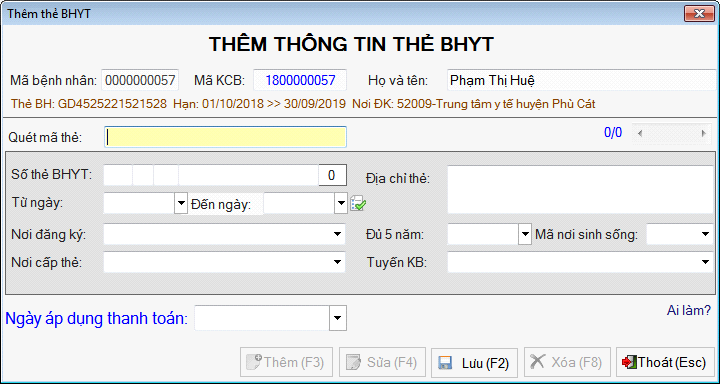 Thêm thẻ BHYT
THÊM THÔNG TIN THẺ BHYT
Mã bệnh nhân: 0000000057 Mã KCB: 1800000057 Họ và tên: Phạm Thị Huệ
Thẻ BH: GD4525221521528 Hạn: 01/10/2018 >> 30/09/2019 Nơi ĐK: 52009-Trung tâm y tế huyện Phù Cát
Quét mã thẻ: 0/0
Số thẻ BHYT: 0 Địa chỉ thẻ:
Từ ngày: Đến ngày:
Nơi đăng ký: Đủ 5 năm: Mã nơi sinh sống:
Nơi cấp thẻ: Tuyến KB:
Ngày áp dụng thanh toán: Ai làm?
Thêm (F3) Sửa (F4) Lưu (F2) Xóa (F8) Thoát (Esc)